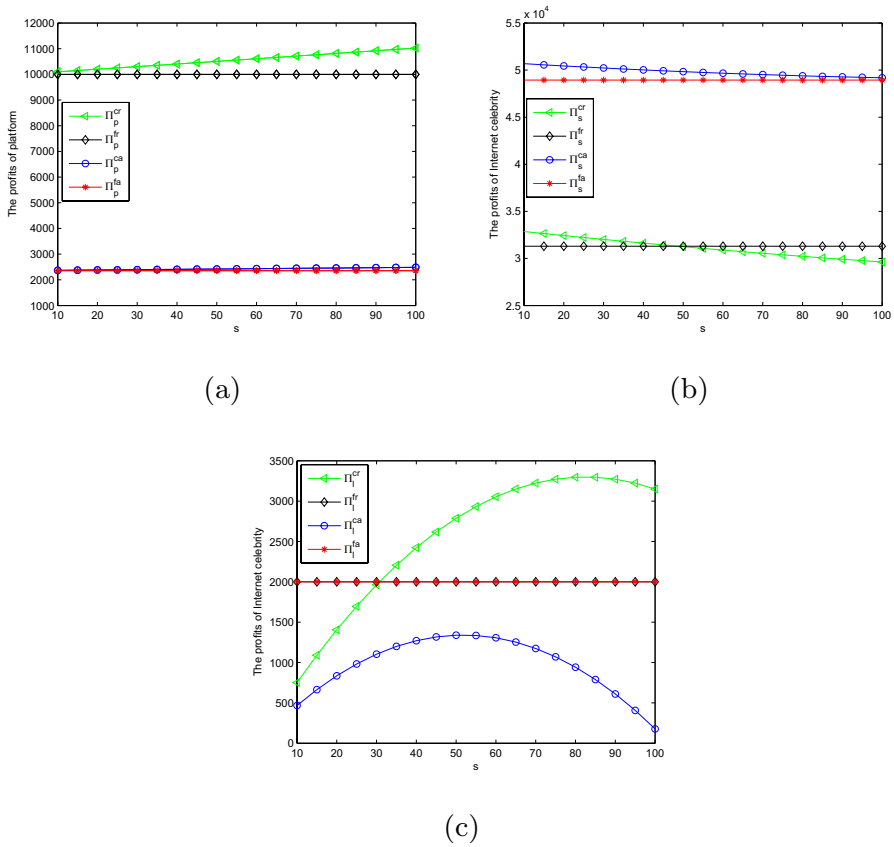 12000
11000
10000
9000
8000
7000
6000
5000
4000
3000
2000
1000
10 20 30 40 50 60 70 80 90 100
s
The profits of platform
Π_p^cr
Π_p^fr
Π_p^ca
Π_p^fa
(a)
x 10^4
5.5
5
4.5
4
3.5
3
2.5
10 20 30 40 50 60 70 80 90 100
s
The profits of Internet celebrity
Π_s^cr
Π_s^fr
Π_s^ca
Π_s^fa
(b)
3500
3000
2500
2000
1500
1000
500
0
10 20 30 40 50 60 70 80 90 100
s
The profits of Internet celebrity
Π_l^cr
Π_l^fr
Π_l^ca
Π_l^fa
(c)